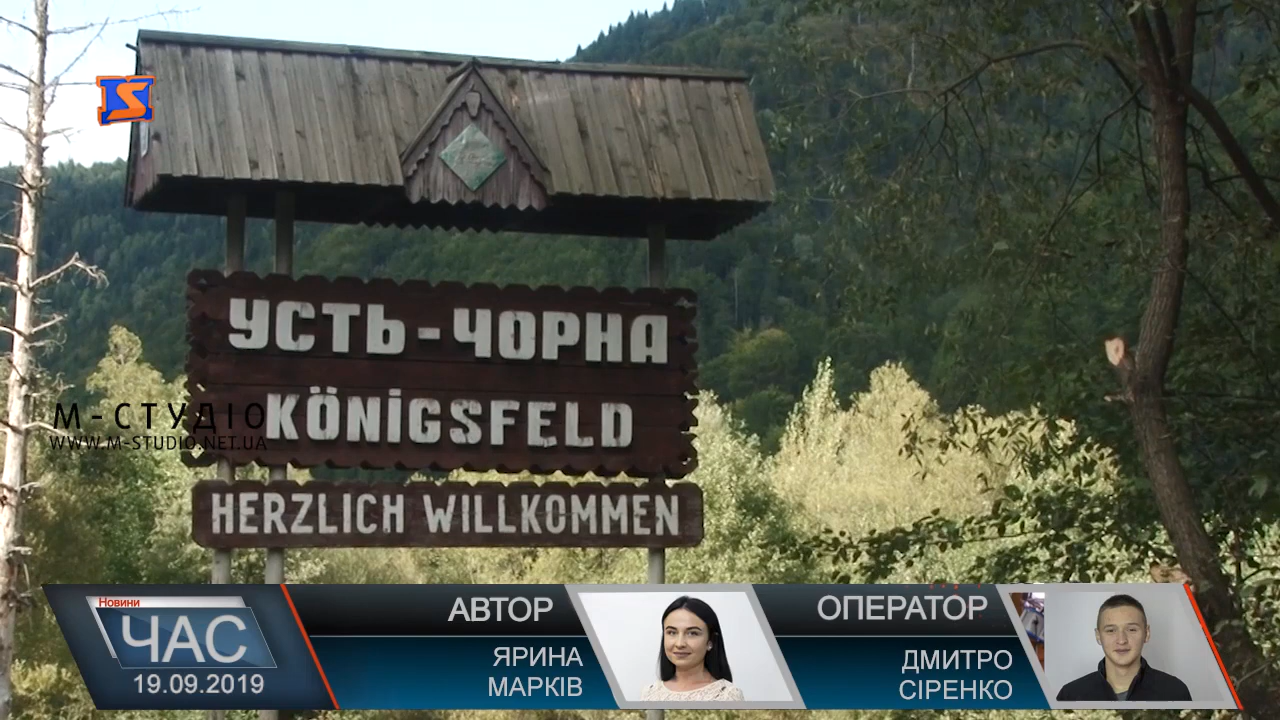 УСТЬ-ЧОРНА
KÖNIGSFELD
HERZLICH WILLKOMMEN
М-СТУДІО
WWW.M-STUDIO.NET.UA
Новини
ЧАС
19.09.2019
АВТОР
ЯРИНА
МАРКІВ
ОПЕРАТОР
ДМИТРО
СІРЕНКО